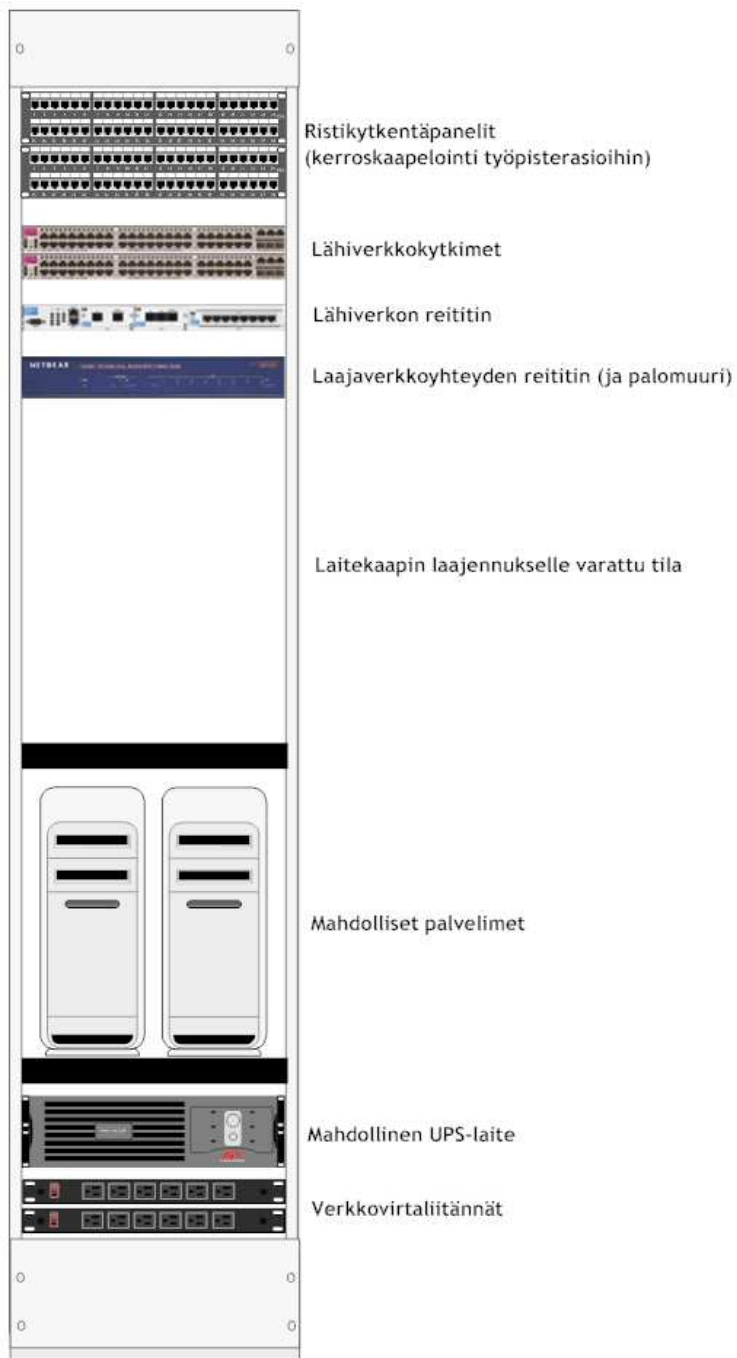 Ristikytkentäpanelit
(kerroskaapelointi työpisterasioihin)
Lähiverkkokytkimet
Lähiverkon reititin
NETGEAR
Laajaverkkoyhteyden reititin (ja palomuuri)
Laitekaapin laajennukselle varattu tila
Mahdolliset palvelimet
Mahdollinen UPS-laite
Verkkovirtaliitännät